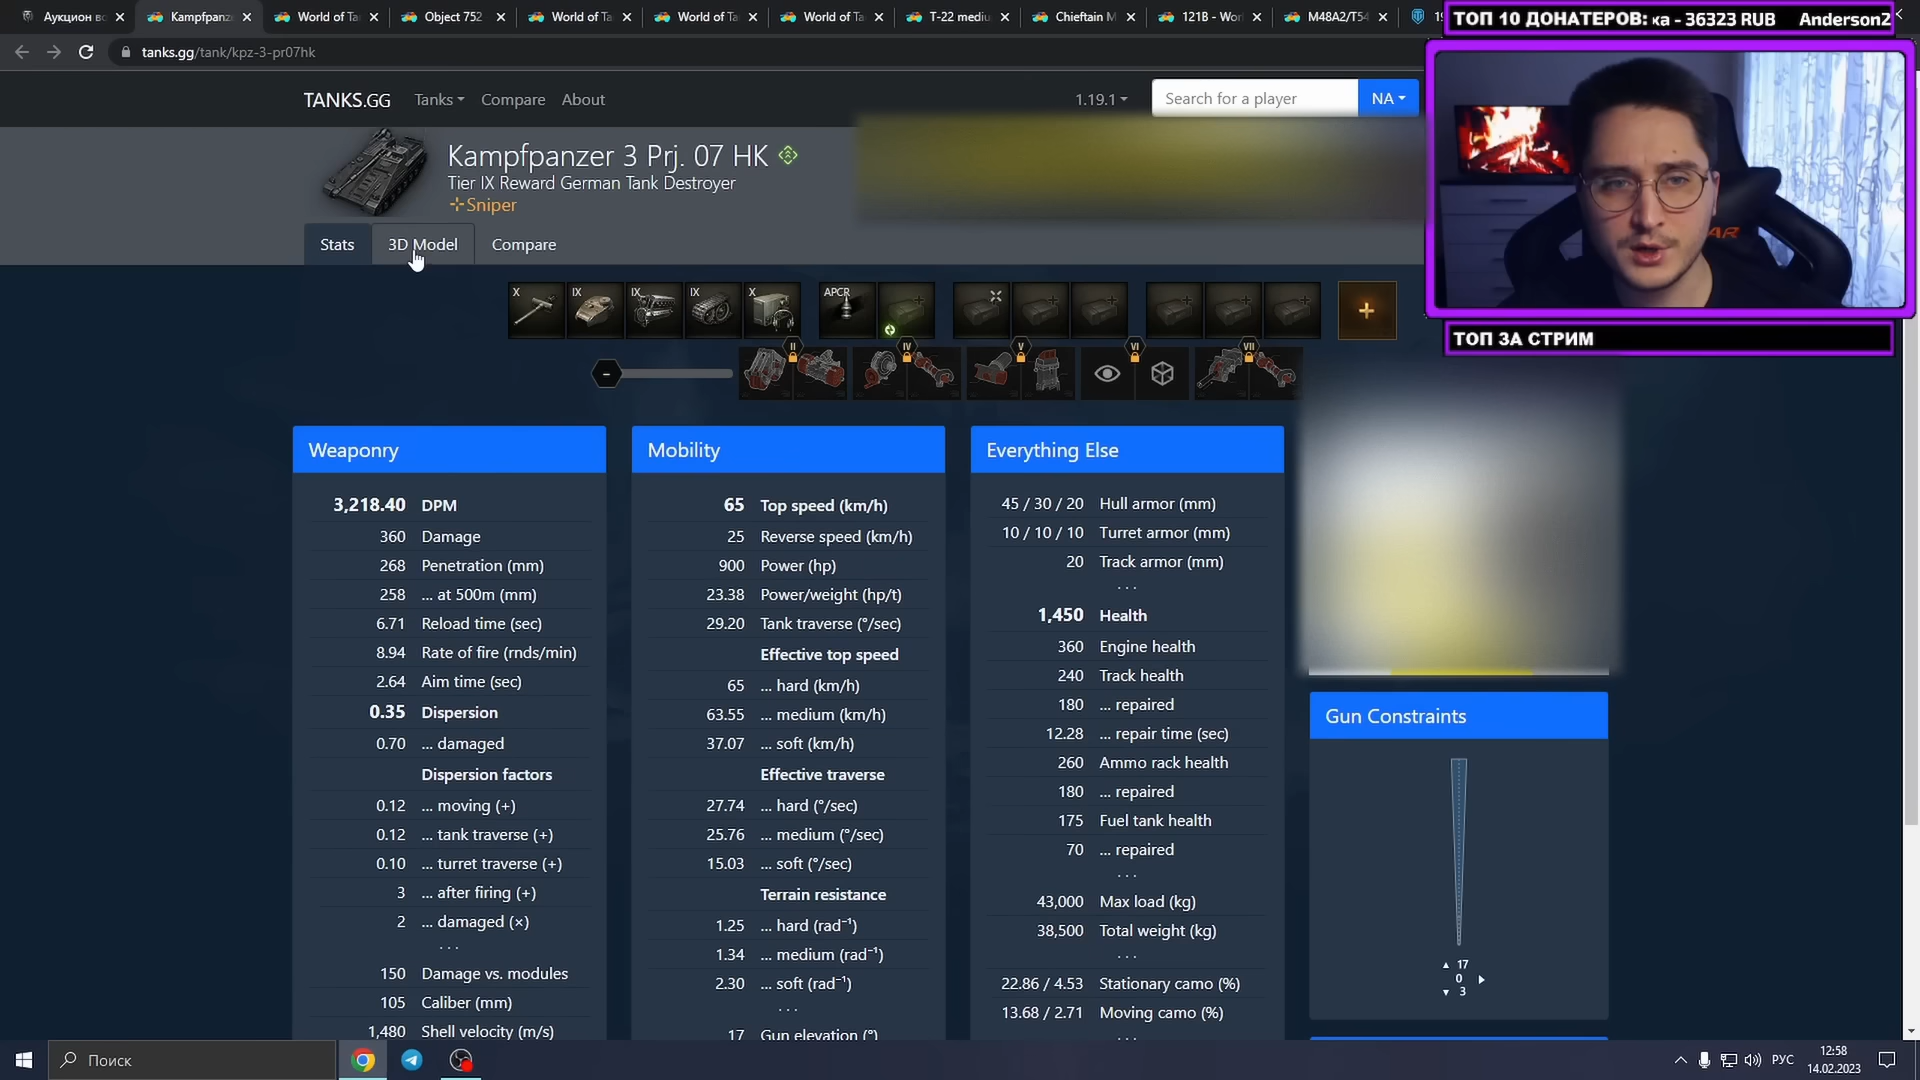 Аукцион во
Kampfpanz
World of Ta
Object 752
World of Ta
World of Ta
World of Ta
T-22 mediu
Chieftain M
121B - Worl
M48A2/T54
ТОП 10 ДОНАТЕРОВ: ка - 36323 RUB Anderson2
tanks.gg/tank/kpz-3-pr07hk
TANKS.GG
Tanks
Compare
About
1.19.1
Search for a player
NA
Kampfpanzer 3 Prj. 07 HK
Tier IX Reward German Tank Destroyer
Sniper
Stats
3D Model
Compare
X
IX
IX
IX
X
APCR
II
IV
V
VI
VII
ТОП ЗА СТРИМ
Weaponry
3,218.40 DPM
360 Damage
268 Penetration (mm)
258 ... at 500m (mm)
6.71 Reload time (sec)
8.94 Rate of fire (rnds/min)
2.64 Aim time (sec)
0.35 Dispersion
0.70 ... damaged
Dispersion factors
0.12 ... moving (+)
0.12 ... tank traverse (+)
0.10 ... turret traverse (+)
3 ... after firing (+)
2 ... damaged (×)
...
150 Damage vs. modules
105 Caliber (mm)
1,480 Shell velocity (m/s)
Mobility
65 Top speed (km/h)
25 Reverse speed (km/h)
900 Power (hp)
23.38 Power/weight (hp/t)
29.20 Tank traverse (°/sec)
Effective top speed
65 ... hard (km/h)
63.55 ... medium (km/h)
37.07 ... soft (km/h)
Effective traverse
27.74 ... hard (°/sec)
25.76 ... medium (°/sec)
15.03 ... soft (°/sec)
Terrain resistance
1.25 ... hard (rad⁻¹)
1.34 ... medium (rad⁻¹)
2.30 ... soft (rad⁻¹)
...
17 Gun elevation (°)
Everything Else
45 / 30 / 20 Hull armor (mm)
10 / 10 / 10 Turret armor (mm)
20 Track armor (mm)
...
1,450 Health
360 Engine health
240 Track health
180 ... repaired
12.28 ... repair time (sec)
260 Ammo rack health
180 ... repaired
175 Fuel tank health
70 ... repaired
...
43,000 Max load (kg)
38,500 Total weight (kg)
...
22.86 / 4.53 Stationary camo (%)
13.68 / 2.71 Moving camo (%)
...
Gun Constraints
17
0
3
Поиск
РУС
12:58
14.02.2023